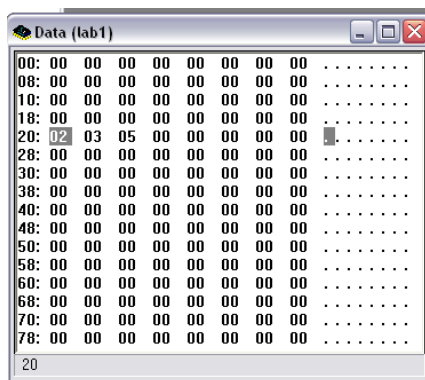 Data (lab1)
00: 00 00 00 00 00 00 00 00 ........
08: 00 00 00 00 00 00 00 00 ........
10: 00 00 00 00 00 00 00 00 ........
18: 00 00 00 00 00 00 00 00 ........
20: 02 03 05 00 00 00 00 00 ........
28: 00 00 00 00 00 00 00 00 ........
30: 00 00 00 00 00 00 00 00 ........
38: 00 00 00 00 00 00 00 00 ........
40: 00 00 00 00 00 00 00 00 ........
48: 00 00 00 00 00 00 00 00 ........
50: 00 00 00 00 00 00 00 00 ........
58: 00 00 00 00 00 00 00 00 ........
60: 00 00 00 00 00 00 00 00 ........
68: 00 00 00 00 00 00 00 00 ........
70: 00 00 00 00 00 00 00 00 ........
78: 00 00 00 00 00 00 00 00 ........
20